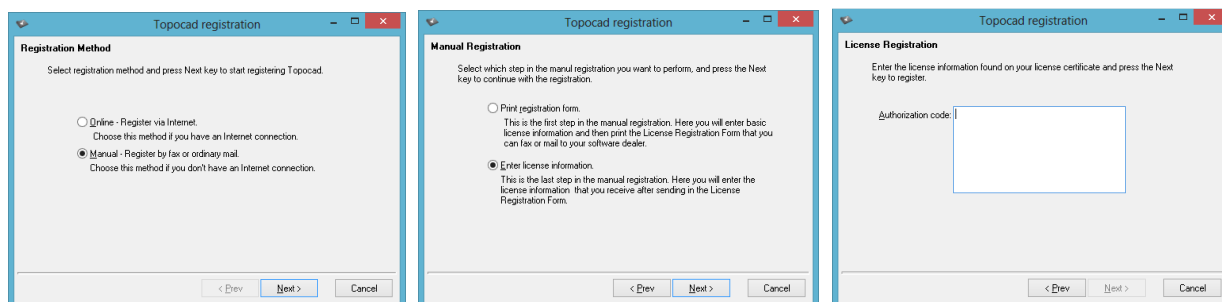 Topocad registration
Registration Method
Select registration method and press Next key to start registering Topocad.
Online - Register via Internet.
Choose this method if you have an Internet connection.
Manual - Register by fax or ordinary mail.
Choose this method if you don't have an Internet connection.
< Prev
Next >
Cancel
Topocad registration
Manual Registration
Select which step in the manul registration you want to perform, and press the Next
key to continue with the registration.
Print registration form.
This is the first step in the manual registration. Here you will enter basic
license information and then print the License Registration Form that you
can fax or mail to your software dealer.
Enter license information.
This is the last step in the manual registration. Here you will enter the
license information that you receive after sending in the License
Registration Form.
< Prev
Next >
Cancel
Topocad registration
License Registration
Enter the license information found on your license certificate and press the Next
key to register.
Authorization code:
< Prev
Next >
Cancel